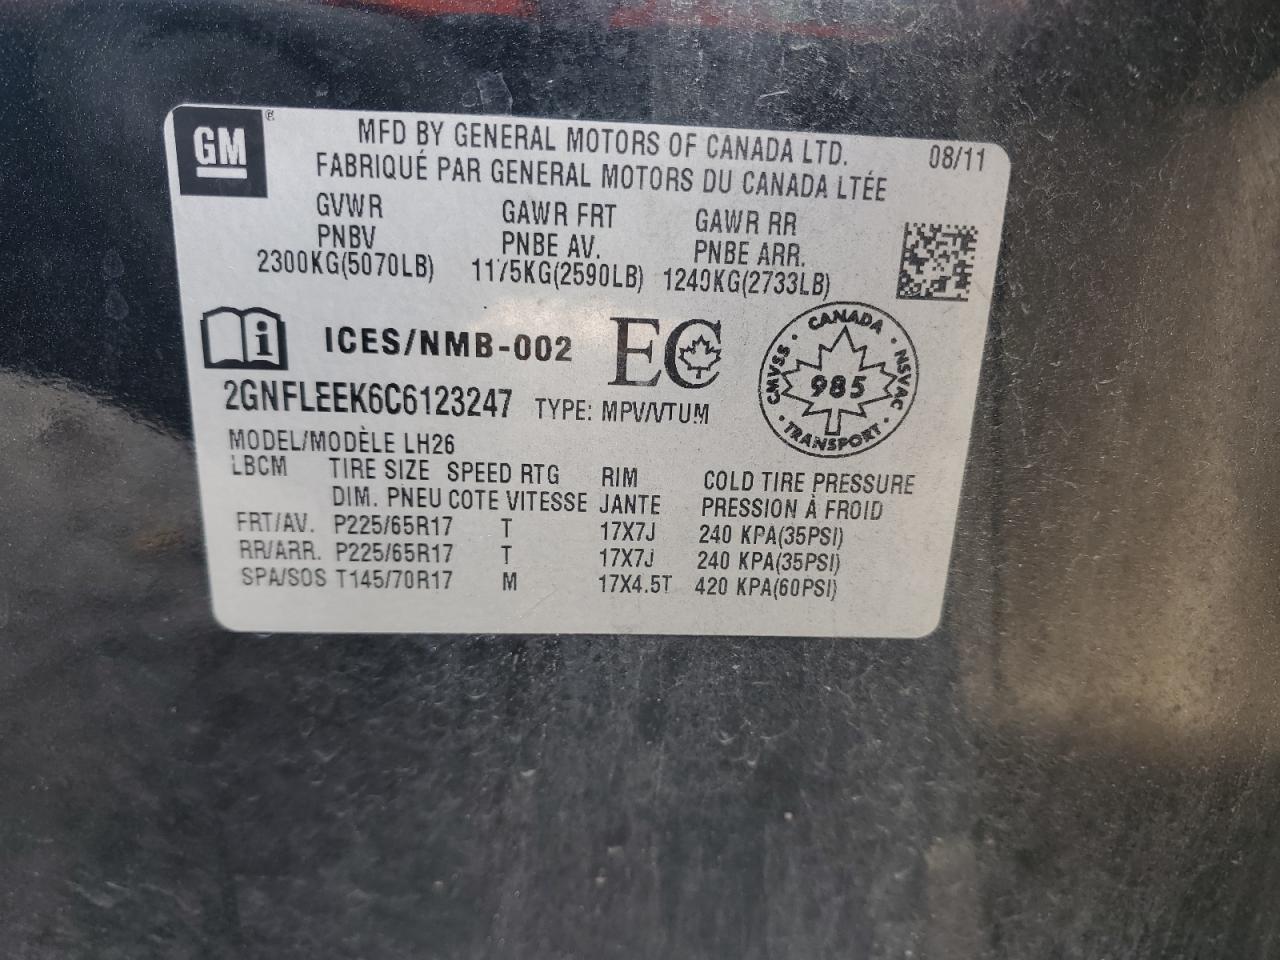 GM ®
MFD BY GENERAL MOTORS OF CANADA LTD. 08/11
FABRIQUÉ PAR GENERAL MOTORS DU CANADA LTÉE
GVWR GAWR FRT GAWR RR
PNBV PNBE AV. PNBE ARR.
2300KG(5070LB) 1175KG(2590LB) 1240KG(2733LB)
i ICES/NMB-002 EC
CANADA
CMVSS 985 NSVAC
TRANSPORT
2GNFLEEK6C6123247 TYPE: MPV/VTUM
MODEL/MODÈLE LH26
LBCM TIRE SIZE SPEED RTG RIM COLD TIRE PRESSURE
DIM. PNEU COTE VITESSE JANTE PRESSION À FROID
FRT/AV. P225/65R17 T 17X7J 240 KPA(35PSI)
RR/ARR. P225/65R17 T 17X7J 240 KPA(35PSI)
SPA/SOS T145/70R17 M 17X4.5T 420 KPA(60PSI)